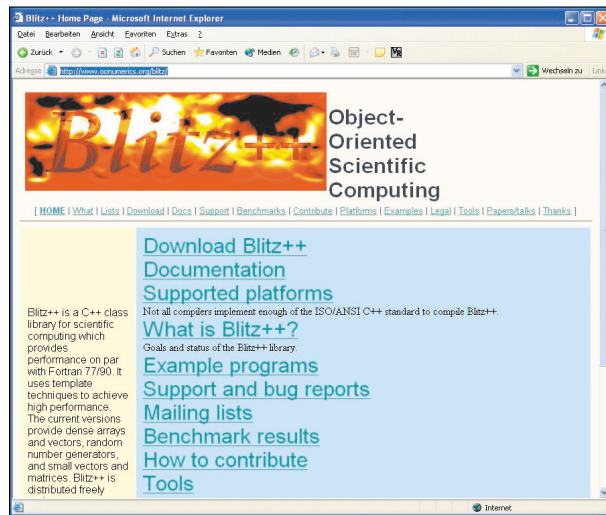 Blitz++ Home Page - Microsoft Internet Explorer
Datei Bearbeiten Ansicht Favoriten Extras ?
Zurück Suchen Favoriten Medien
Adresse http://www.oonumerics.org/blitz/ Wechseln zu Links
Blitz++
Object-
Oriented
Scientific
Computing
[ HOME | What | Lists | Download | Docs | Support | Benchmarks | Contribute | Platforms | Examples | Legal | Tools | Papers/talks | Thanks ]
Blitz++ is a C++ class
library for scientific
computing which
provides
performance on par
with Fortran 77/90. It
uses template
techniques to achieve
high performance.
The current versions
provide dense arrays
and vectors, random
number generators,
and small vectors and
matrices. Blitz++ is
distributed freely
Download Blitz++
Documentation
Supported platforms
Not all compilers implement enough of the ISO/ANSI C++ standard to compile Blitz++.
What is Blitz++?
Goals and status of the Blitz++ library.
Example programs
Support and bug reports
Mailing lists
Benchmark results
How to contribute
Tools
Internet